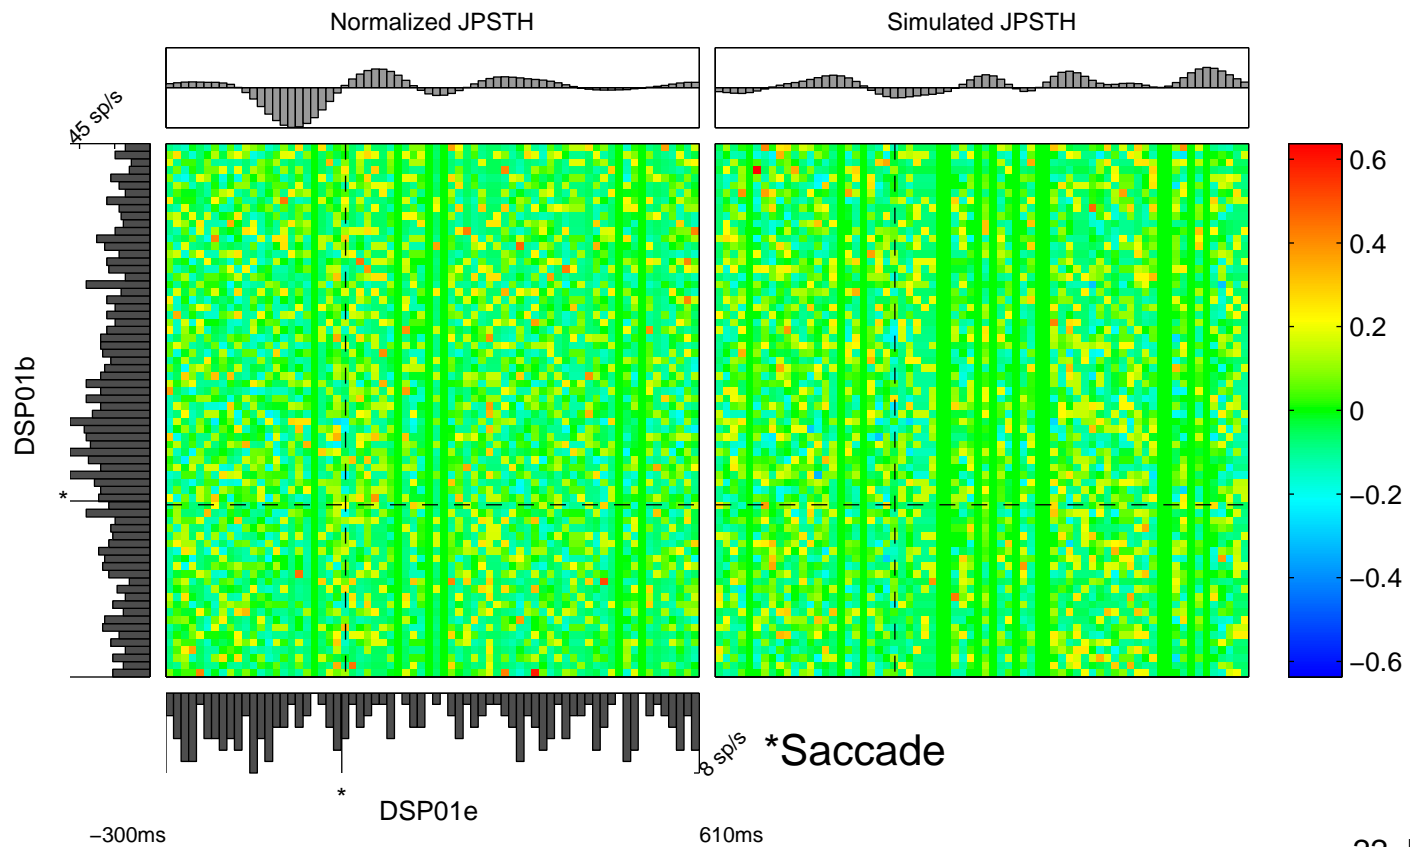 Normalized JPSTH
Simulated JPSTH
45 sp/s
DSP01b
*
0.6
0.4
0.2
0
−0.2
−0.4
−0.6
8 sp/s
*Saccade
*
DSP01e
−300ms
610ms